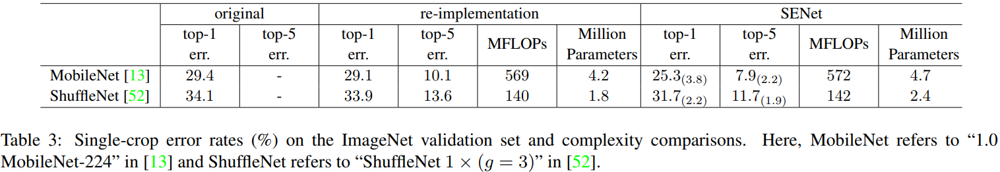 original re-implementation SENet
top-1 err. top-5 err. top-1 err. top-5 err. MFLOPs Million Parameters top-1 err. top-5 err. MFLOPs Million Parameters
MobileNet [13] 29.4 - 29.1 10.1 569 4.2 25.3(3.8) 7.9(2.2) 572 4.7
ShuffleNet [52] 34.1 - 33.9 13.6 140 1.8 31.7(2.2) 11.7(1.9) 142 2.4
Table 3: Single-crop error rates (%) on the ImageNet validation set and complexity comparisons. Here, MobileNet refers to “1.0
MobileNet-224” in [13] and ShuffleNet refers to “ShuffleNet 1 × (g = 3)” in [52].